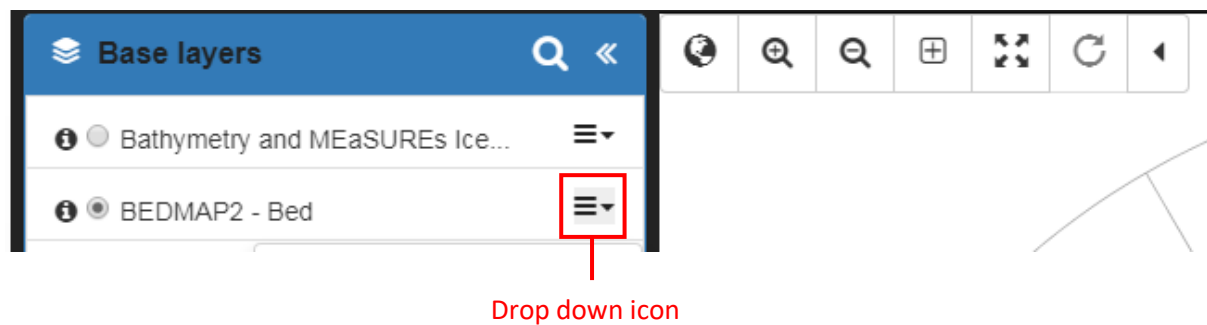 Base layers
Bathymetry and MEaSUREs Ice...
BEDMAP2 - Bed
Drop down icon